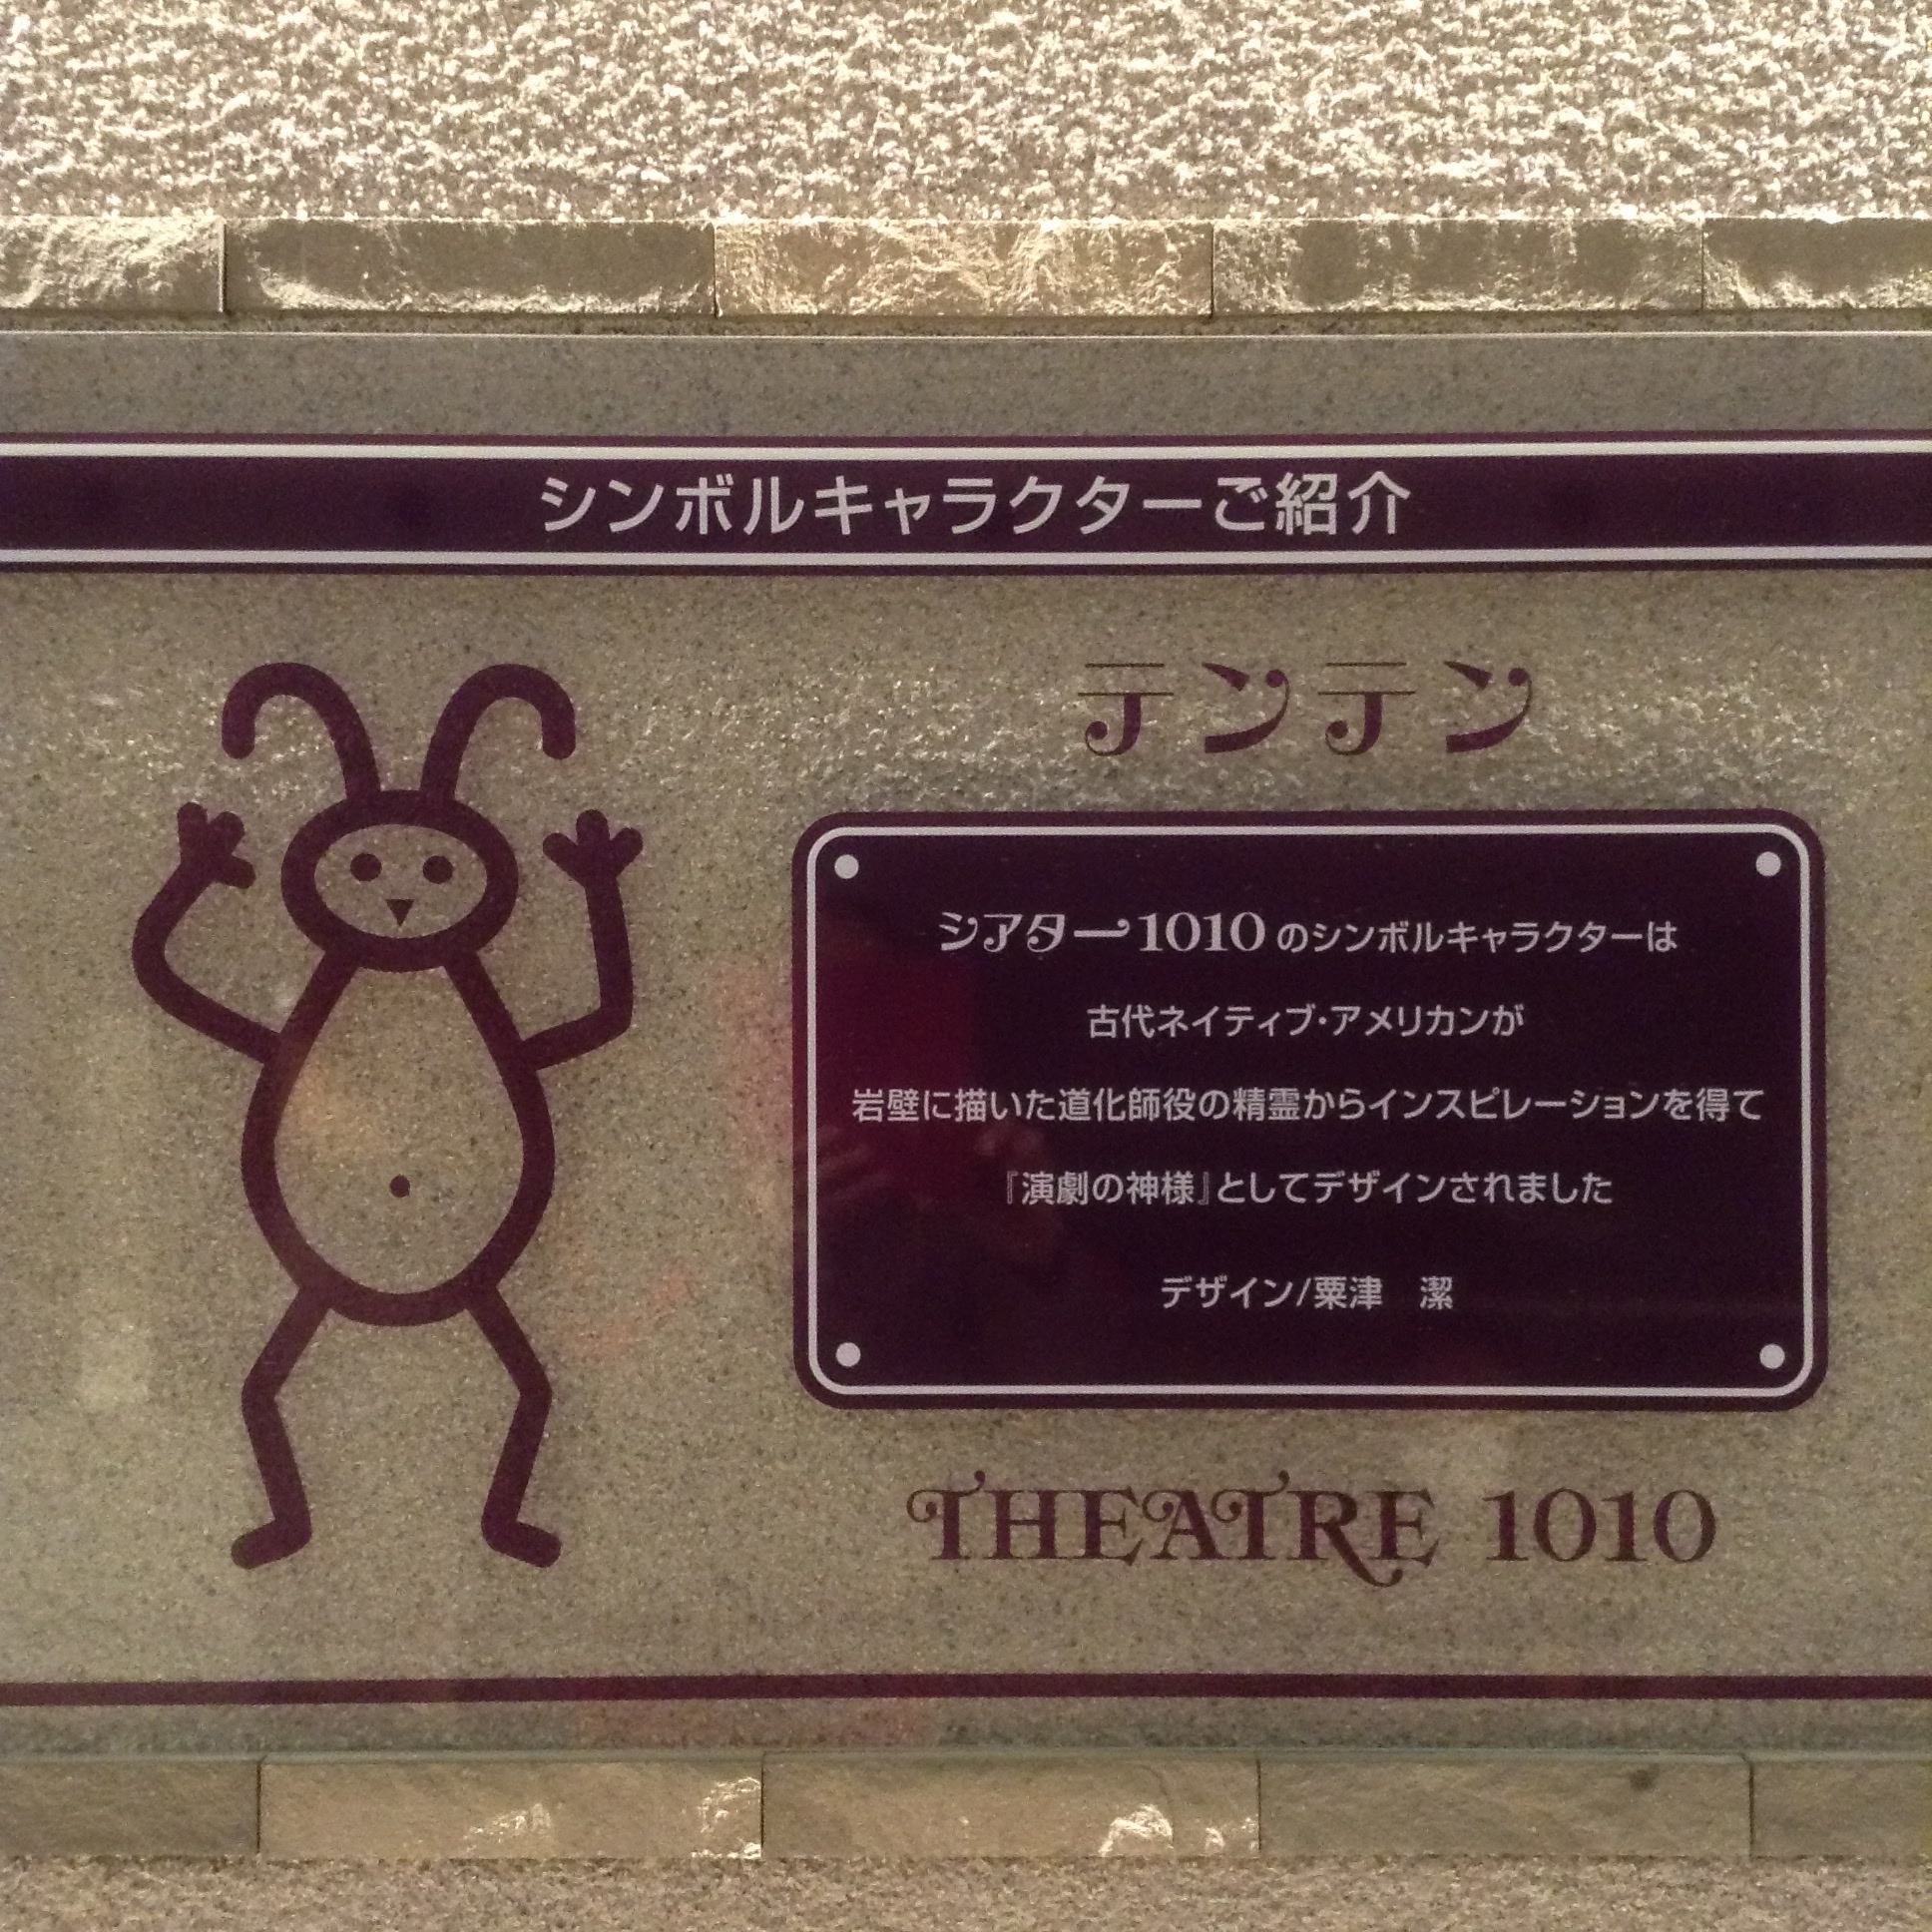 シンボルキャラクターご紹介
テンテン
シアター1010のシンボルキャラクターは
古代ネイティブ・アメリカンが
岩壁に描いた道化師役の精霊からインスピレーションを得て
『演劇の神様』としてデザインされました
デザイン/粟津　潔
THEATRE 1010